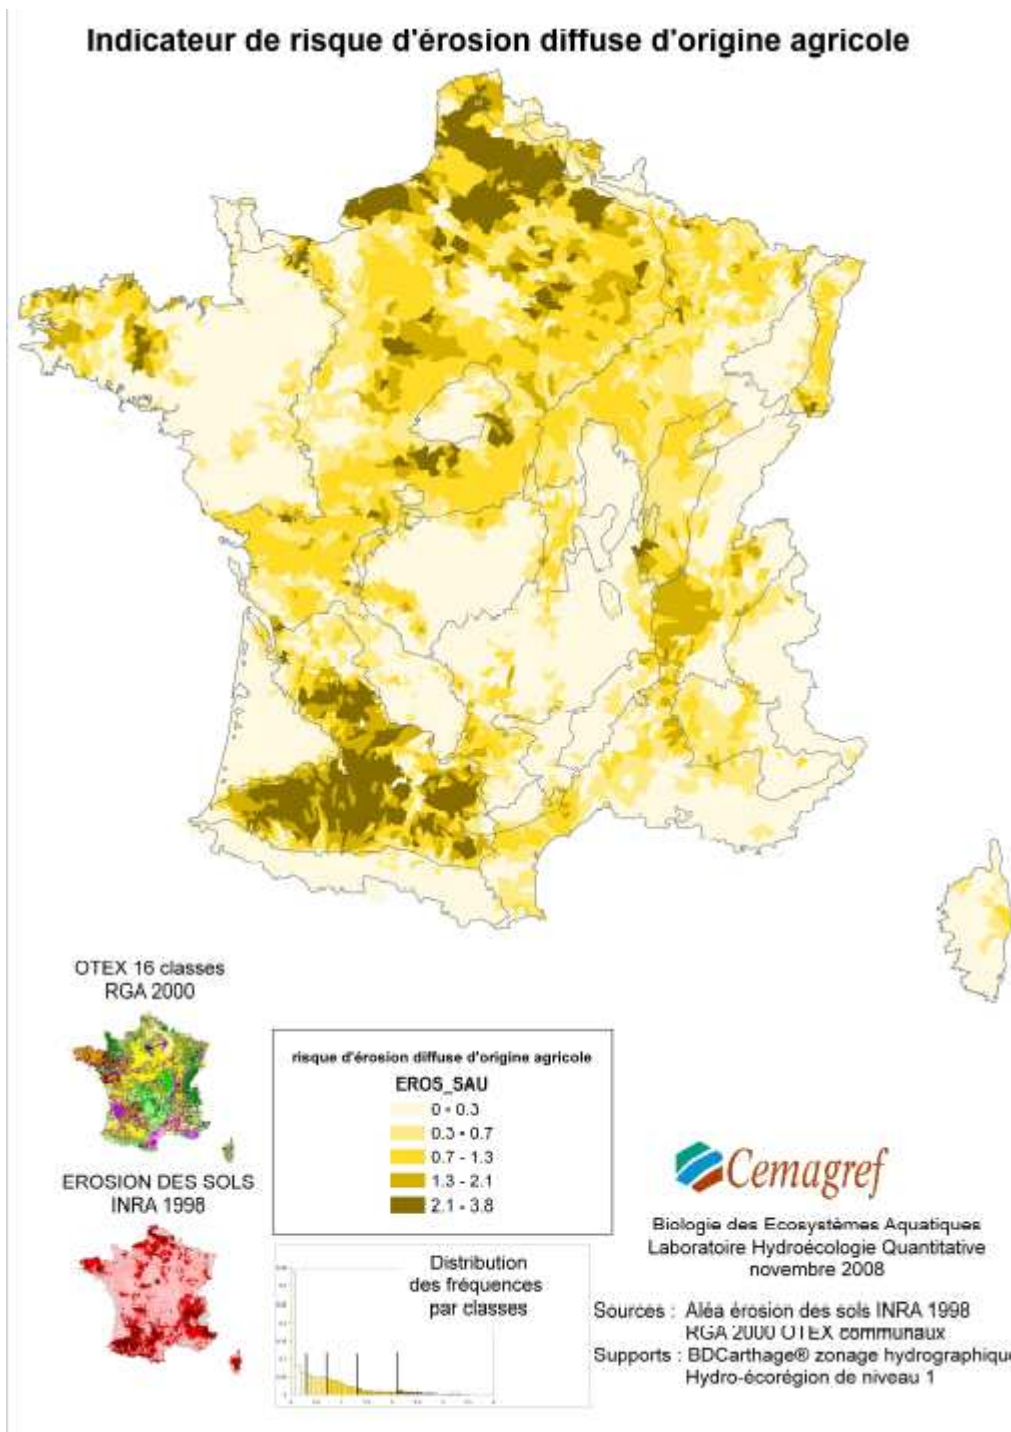 Indicateur de risque d'érosion diffuse d'origine agricole
OTEX 16 classes
RGA 2000
EROSION DES SOLS
INRA 1998
risque d'érosion diffuse d'origine agricole
EROS_SAU
0 - 0.3
0.3 - 0.7
0.7 - 1.3
1.3 - 2.1
2.1 - 3.8
Distribution
des fréquences
par classes
Cemagref
Biologie des Ecosystèmes Aquatiques
Laboratoire Hydroécologie Quantitative
novembre 2008
Sources : Aléa érosion des sols INRA 1998
RGA 2000 OTEX communaux
Supports : BDCarthage® zonage hydrographique
Hydro-écorégion de niveau 1